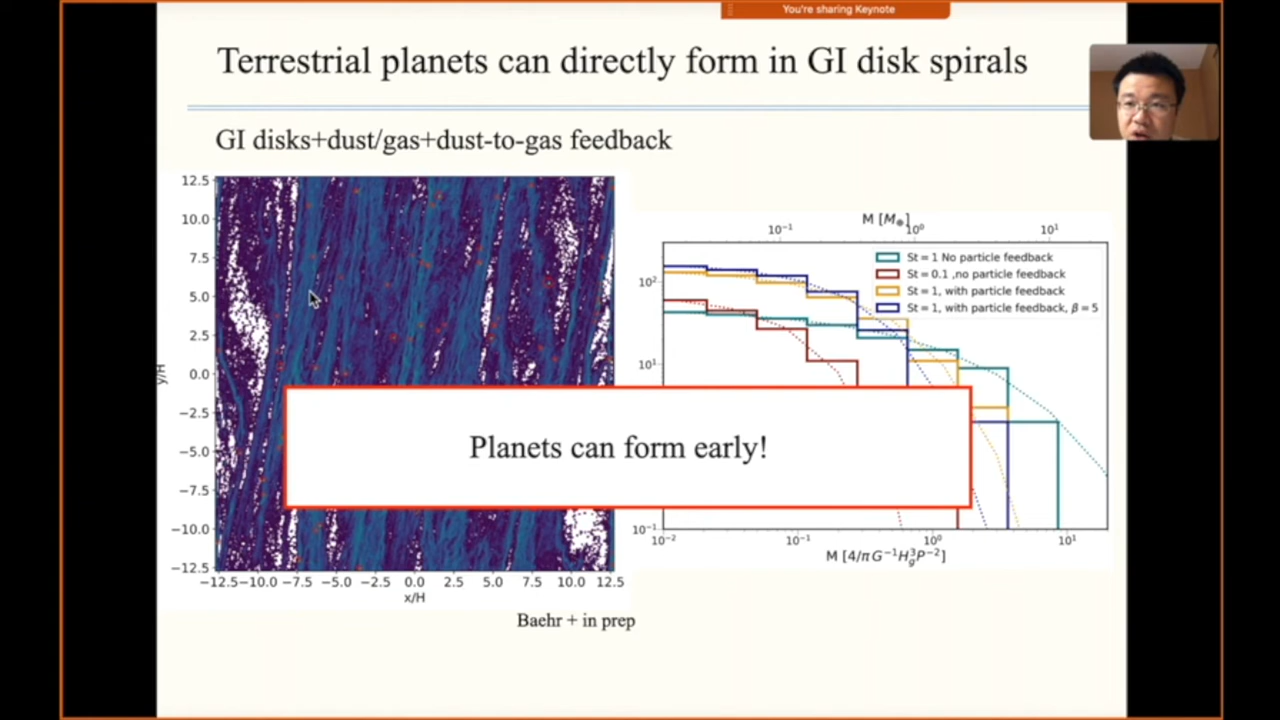 You're sharing Keynote
Terrestrial planets can directly form in GI disk spirals
GI disks+dust/gas+dust-to-gas feedback
12.5
10.0
7.5
5.0
2.5
0.0
−2.5
−5.0
−7.5
−10.0
−12.5
y/H
−12.5 −10.0 −7.5 −5.0 −2.5 0.0 2.5 5.0 7.5 10.0 12.5
x/H
M [M⊕]
10⁻¹ 10⁰ 10¹
St = 1 No particle feedback
St = 0.1 ,no particle feedback
St = 1, with particle feedback
St = 1, with particle feedback, β = 5
10²
10¹
10⁻¹
10⁻² 10⁻¹ 10⁰ 10¹
M [4/πG⁻¹H_g³P⁻²]
Planets can form early!
Baehr + in prep